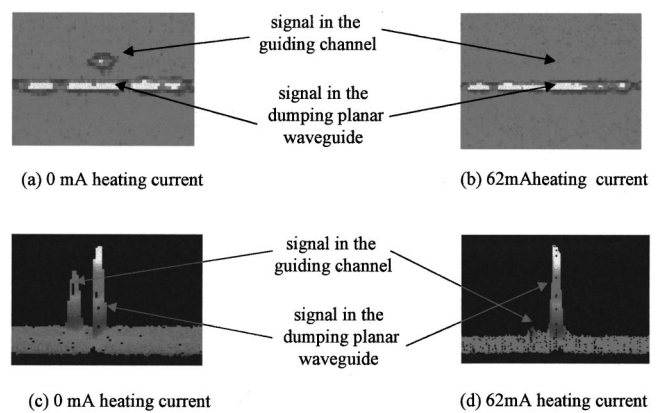 signal in the
guiding channel
signal in the
dumping planar
waveguide
(a) 0 mA heating current
(b) 62mAheating current
signal in the
guiding channel
signal in the
dumping planar
waveguide
(c) 0 mA heating current
(d) 62mA heating current